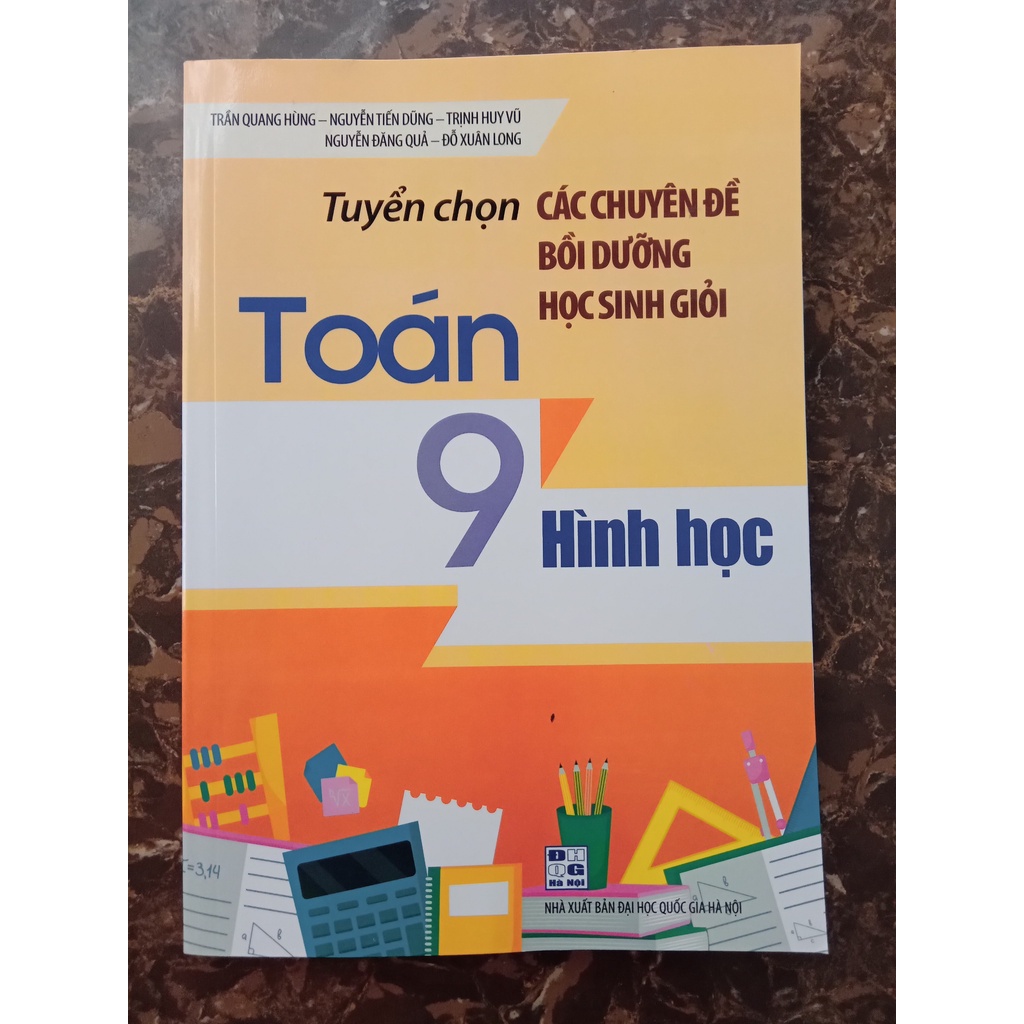 TRẦN QUANG HÙNG – NGUYỄN TIẾN DŨNG – TRỊNH HUY VŨ
NGUYỄN ĐĂNG QUẢ – ĐỖ XUÂN LONG
Tuyển chọn CÁC CHUYÊN ĐỀ
BỒI DƯỠNG
HỌC SINH GIỎI
Toán
9
Hình học
√x
=3,14
a
b
ĐH
QG
Hà Nội
NHÀ XUẤT BẢN ĐẠI HỌC QUỐC GIA HÀ NỘI